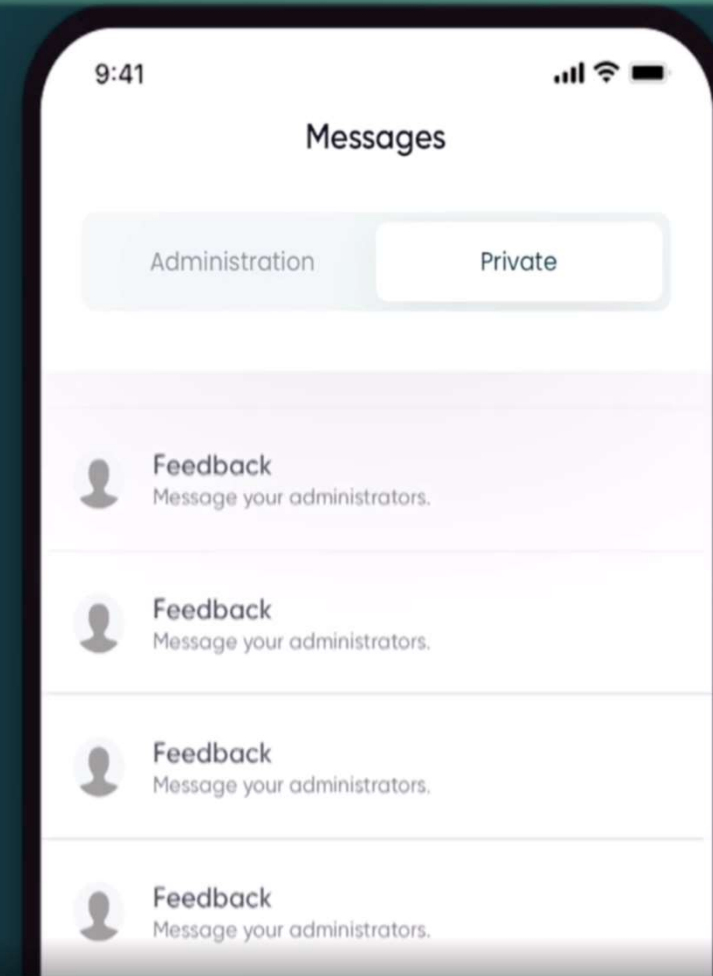 9:41
Messages
Administration
Private
Feedback
Message your administrators.
Feedback
Message your administrators.
Feedback
Message your administrators.
Feedback
Message your administrators.